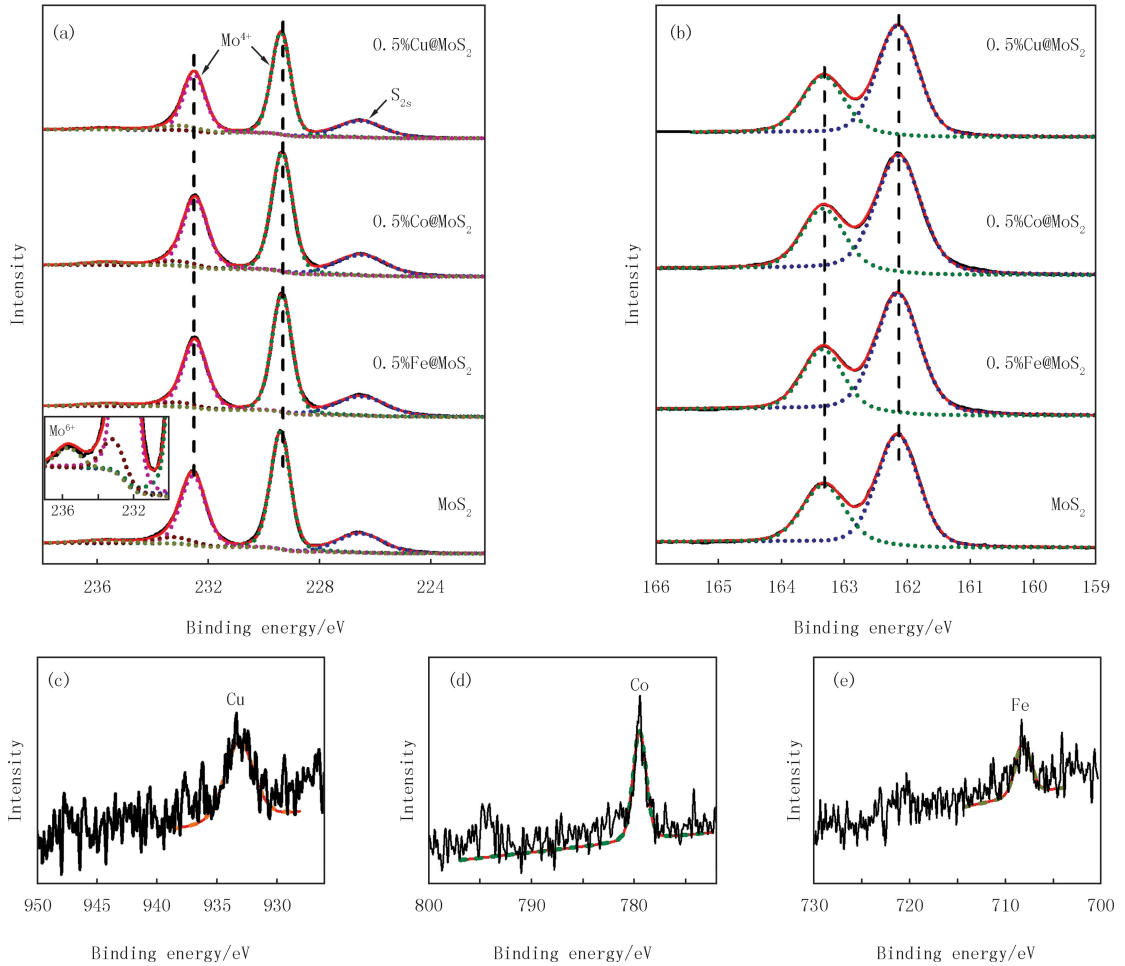 (a)
Mo4+
0.5%Cu@MoS2
S2s
0.5%Co@MoS2
0.5%Fe@MoS2
Mo6+
236 232
MoS2
Intensity
236 232 228 224
Binding energy/eV
(b)
0.5%Cu@MoS2
0.5%Co@MoS2
0.5%Fe@MoS2
MoS2
Intensity
166 165 164 163 162 161 160 159
Binding energy/eV
(c)
Cu
Intensity
950 945 940 935 930
Binding energy/eV
(d)
Co
Intensity
800 790 780
Binding energy/eV
(e)
Fe
Intensity
730 720 710 700
Binding energy/eV